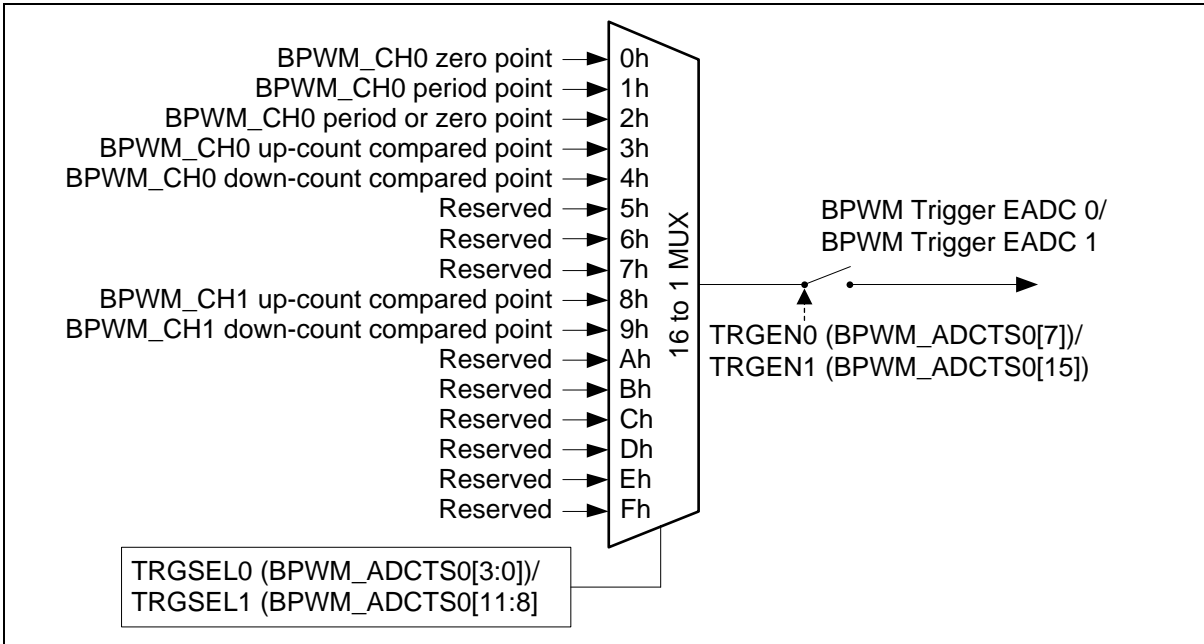 BPWM_CH0 zero point 0h
BPWM_CH0 period point 1h
BPWM_CH0 period or zero point 2h
BPWM_CH0 up-count compared point 3h
BPWM_CH0 down-count compared point 4h
Reserved 5h
Reserved 6h
Reserved 7h
BPWM_CH1 up-count compared point 8h
BPWM_CH1 down-count compared point 9h
Reserved Ah
Reserved Bh
Reserved Ch
Reserved Dh
Reserved Eh
Reserved Fh
16 to 1 MUX
BPWM Trigger EADC 0/
BPWM Trigger EADC 1
TRGEN0 (BPWM_ADCTS0[7])/
TRGEN1 (BPWM_ADCTS0[15])
TRGSEL0 (BPWM_ADCTS0[3:0])/
TRGSEL1 (BPWM_ADCTS0[11:8]